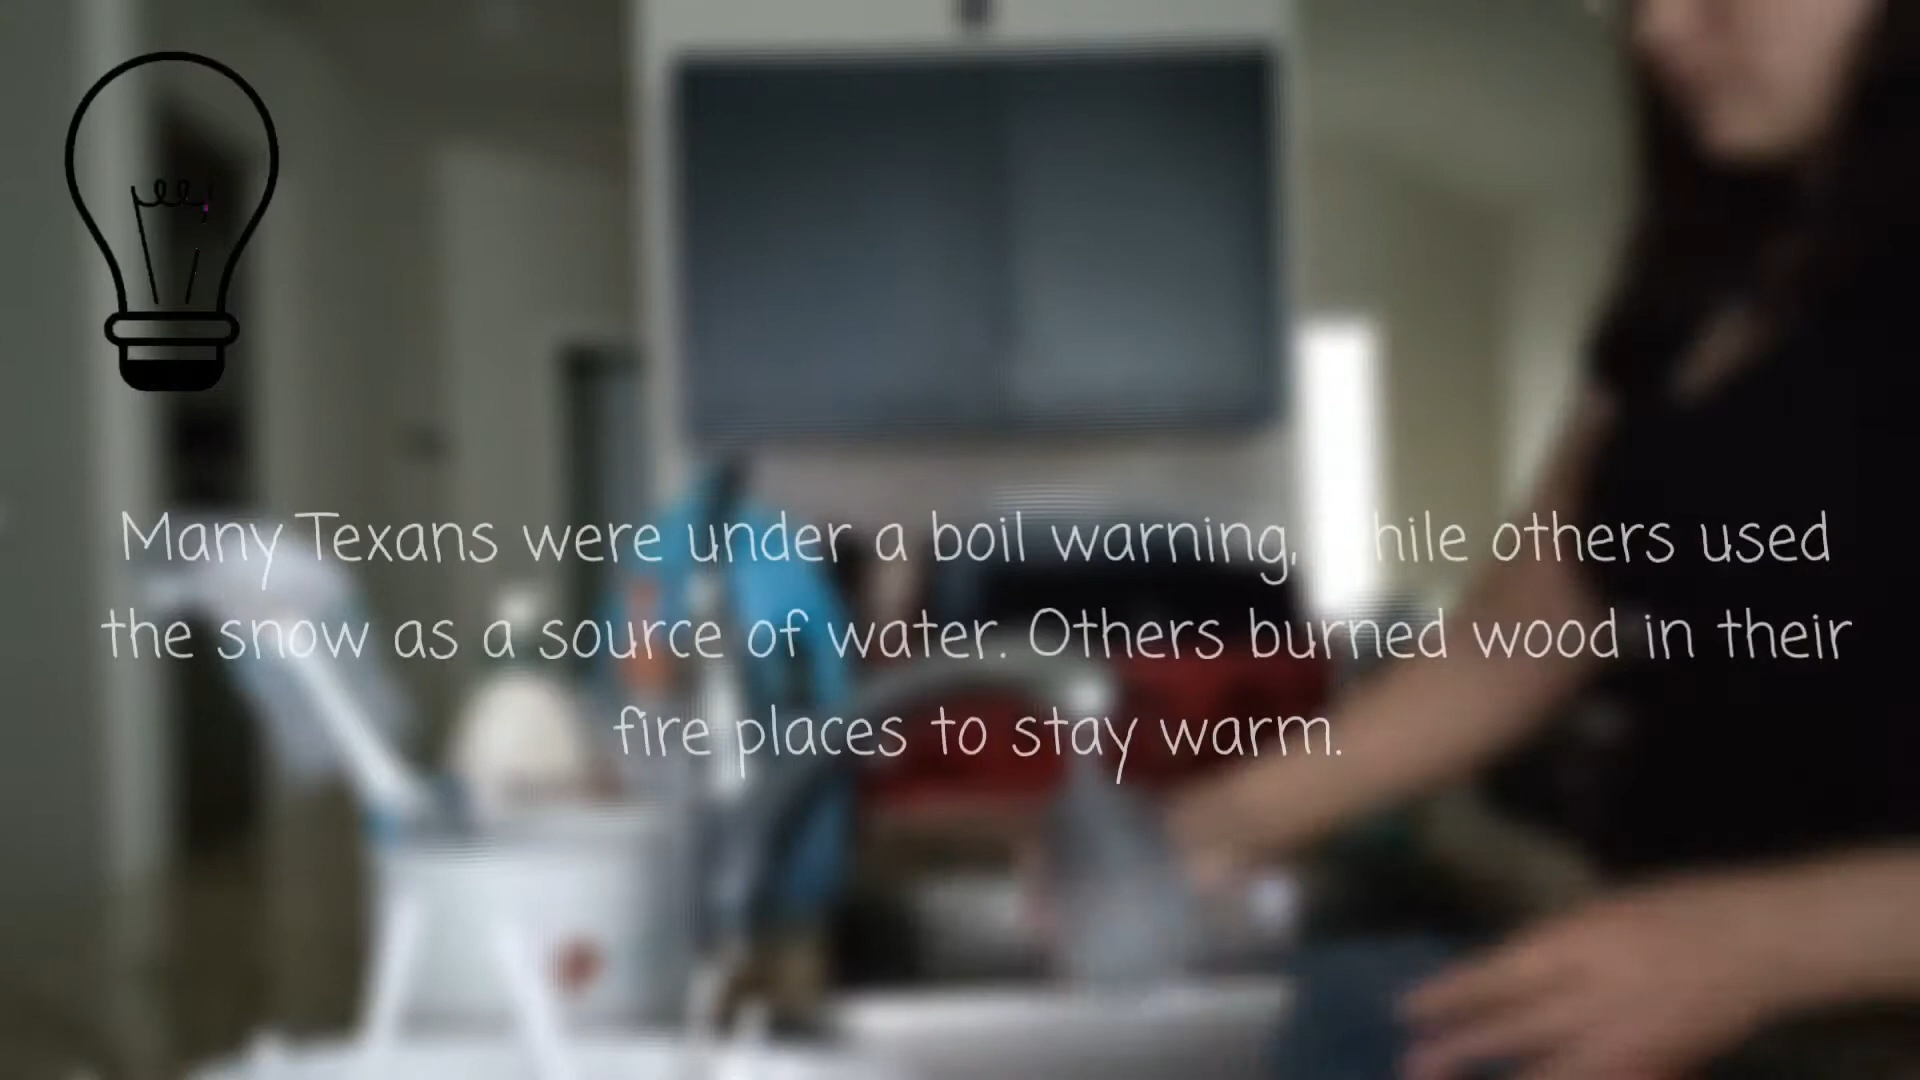 Many Texans were under a boil warning, while others used
the snow as a source of water. Others burned wood in their
fire places to stay warm.